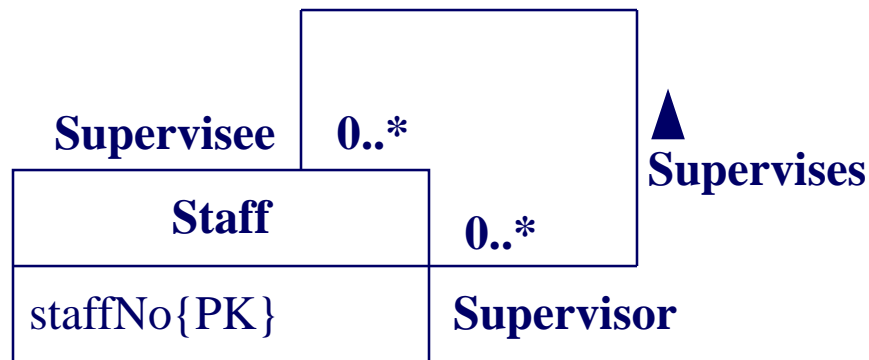 Supervisee 0..*
Supervises
Staff
0..*
staffNo{PK}
Supervisor